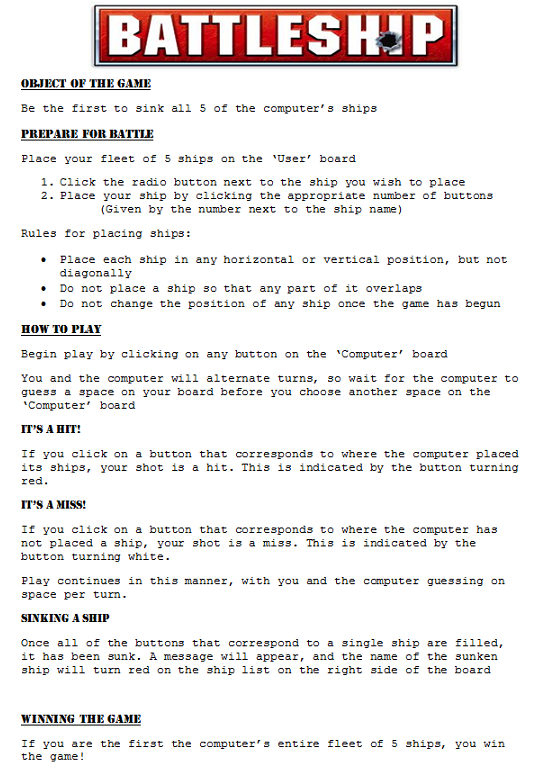 BATTLESHIP
OBJECT OF THE GAME
Be the first to sink all 5 of the computer's ships
PREPARE FOR BATTLE
Place your fleet of 5 ships on the 'User' board
1. Click the radio button next to the ship you wish to place
2. Place your ship by clicking the appropriate number of buttons
(Given by the number next to the ship name)
Rules for placing ships:
• Place each ship in any horizontal or vertical position, but not
diagonally
• Do not place a ship so that any part of it overlaps
• Do not change the position of any ship once the game has begun
HOW TO PLAY
Begin play by clicking on any button on the 'Computer' board
You and the computer will alternate turns, so wait for the computer to
guess a space on your board before you choose another space on the
'Computer' board
IT'S A HIT!
If you click on a button that corresponds to where the computer placed
its ships, your shot is a hit. This is indicated by the button turning
red.
IT'S A MISS!
If you click on a button that corresponds to where the computer has
not placed a ship, your shot is a miss. This is indicated by the
button turning white.
Play continues in this manner, with you and the computer guessing on
space per turn.
SINKING A SHIP
Once all of the buttons that correspond to a single ship are filled,
it has been sunk. A message will appear, and the name of the sunken
ship will turn red on the ship list on the right side of the board
WINNING THE GAME
If you are the first the computer's entire fleet of 5 ships, you win
the game!